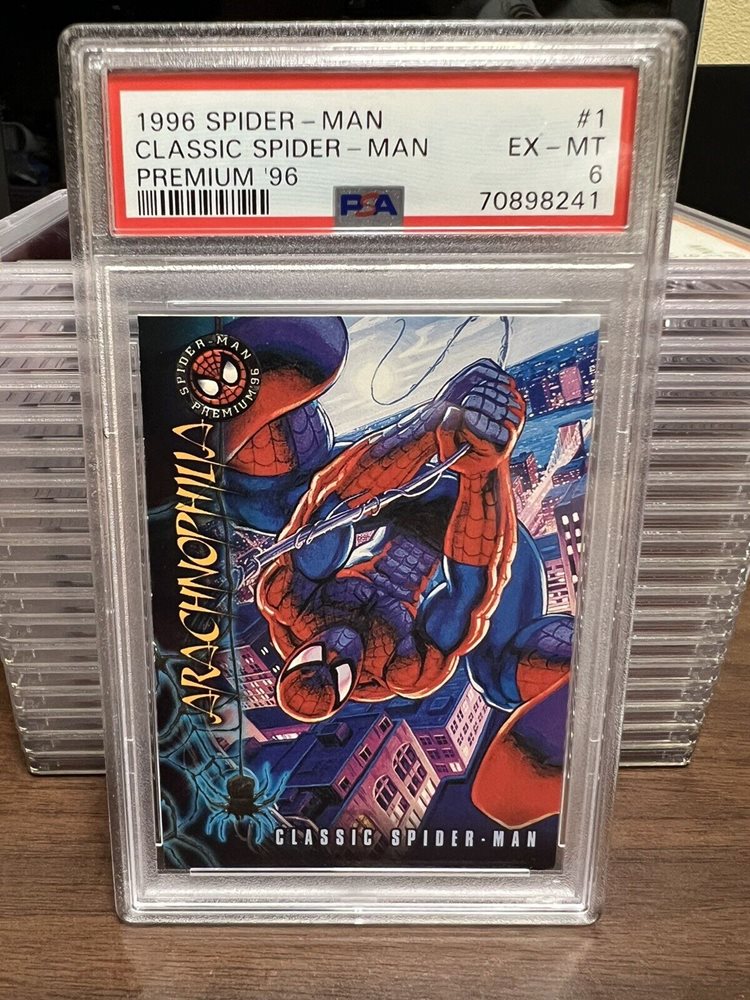 1996 SPIDER-MAN #1
CLASSIC SPIDER-MAN EX-MT
PREMIUM '96 6
PSA 70898241
SPIDER-MAN
PREMIUM '96
ARACHNOPHILIA
CLASSIC SPIDER-MAN